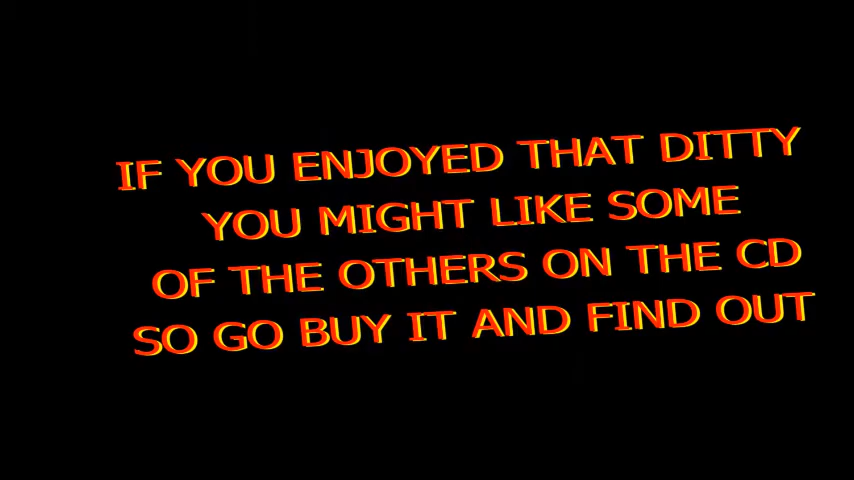 IF YOU ENJOYED THAT DITTY
YOU MIGHT LIKE SOME
OF THE OTHERS ON THE CD
SO GO BUY IT AND FIND OUT